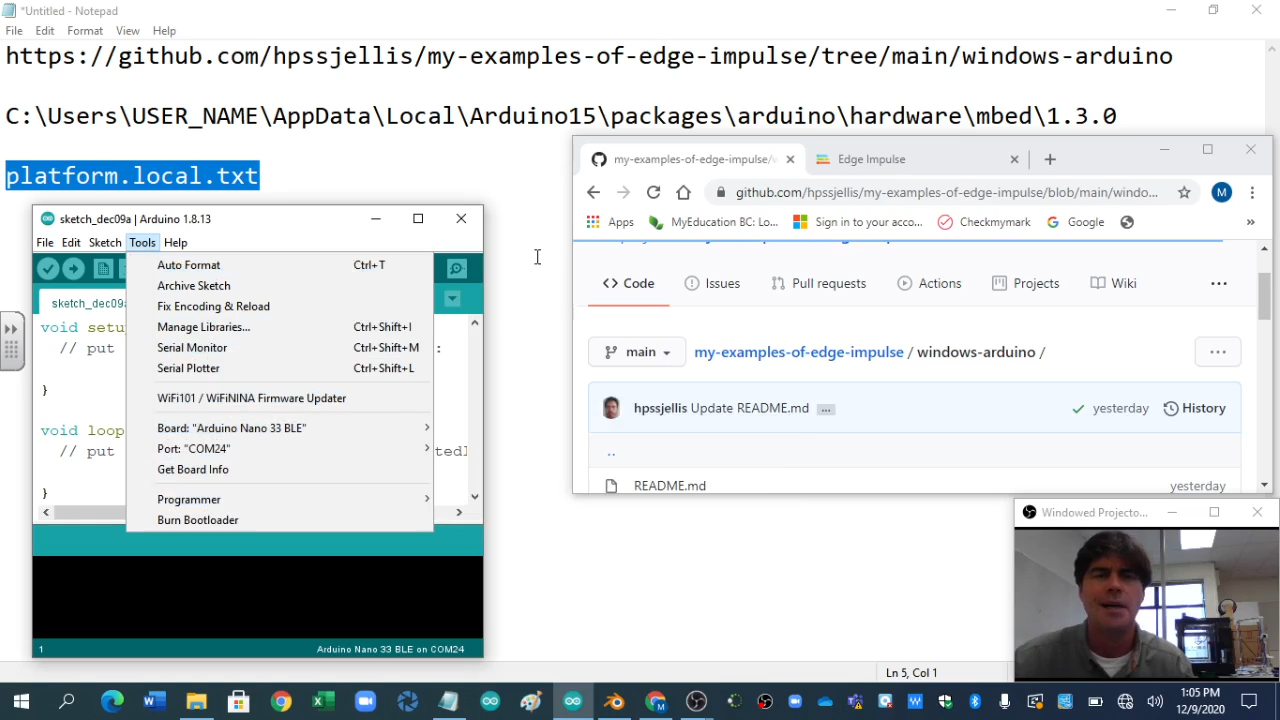 *Untitled - Notepad
File Edit Format View Help
https://github.com/hpssjellis/my-examples-of-edge-impulse/tree/main/windows-arduino
C:\Users\USER_NAME\AppData\Local\Arduino15\packages\arduino\hardware\mbed\1.3.0
platform.local.txt
sketch_dec09a | Arduino 1.8.13
File Edit Sketch Tools Help
sketch_dec09a
void setu
// put :
}
void loop
// put tedl
}
Auto Format Ctrl+T
Archive Sketch
Fix Encoding & Reload
Manage Libraries... Ctrl+Shift+I
Serial Monitor Ctrl+Shift+M
Serial Plotter Ctrl+Shift+L
WiFi101 / WiFiNINA Firmware Updater
Board: "Arduino Nano 33 BLE"
Port: "COM24"
Get Board Info
Programmer
Burn Bootloader
1 Arduino Nano 33 BLE on COM24
my-examples-of-edge-impulse/w Edge Impulse
github.com/hpssjellis/my-examples-of-edge-impulse/blob/main/windo... M
Apps MyEducation BC: Lo... Sign in to your acco... Checkmymark Google
Code Issues Pull requests Actions Projects Wiki ...
main my-examples-of-edge-impulse / windows-arduino / ...
hpssjellis Update README.md ... yesterday History
..
README.md yesterday
Windowed Projecto...
Ln 5, Col 1
1:05 PM
12/9/2020